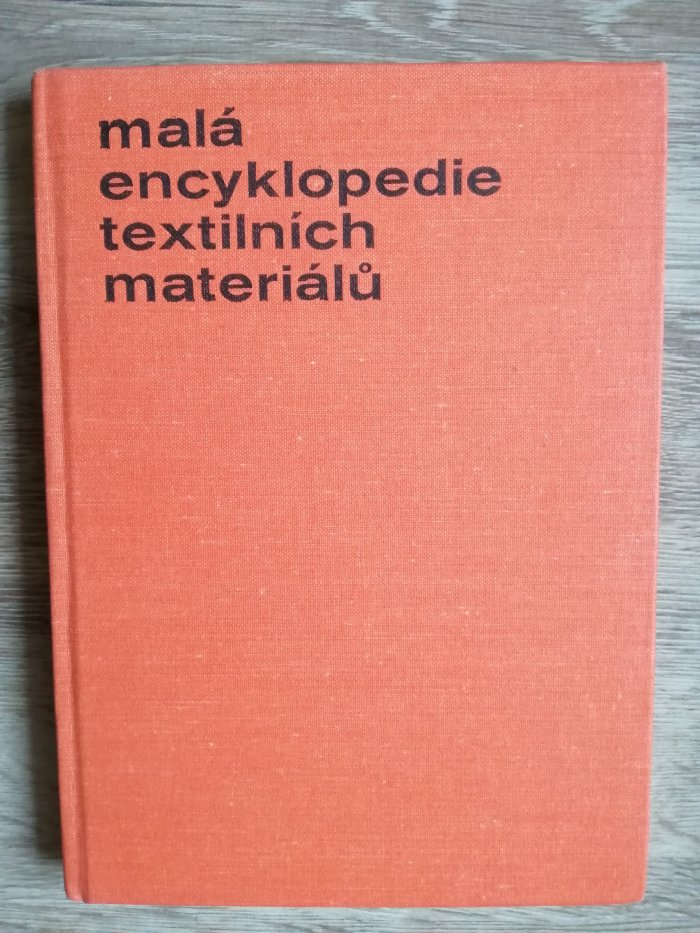 malá
encyklopedie
textilních
materiálů